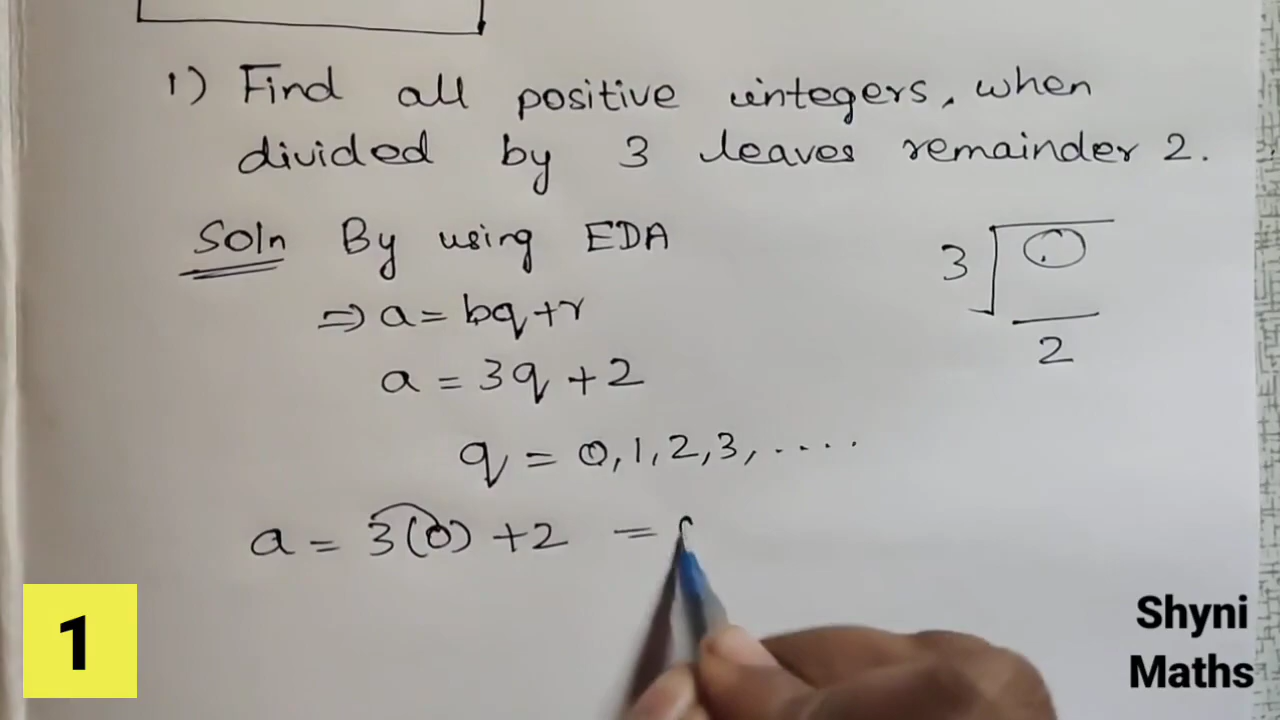 1) Find all positive integers, when
divided by 3 leaves remainder 2.
Soln By using EDA
⇒ a = bq+r
a = 3q + 2
q = 0,1,2,3, ....
a = 3(0) + 2 =
3
2
1
Shyni
Maths